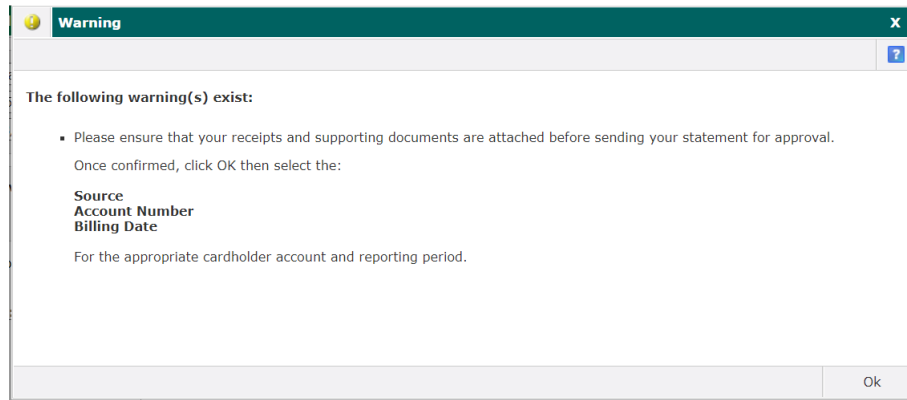 Warning
X
?
The following warning(s) exist:
Please ensure that your receipts and supporting documents are attached before sending your statement for approval.
Once confirmed, click OK then select the:
Source
Account Number
Billing Date
For the appropriate cardholder account and reporting period.
Ok